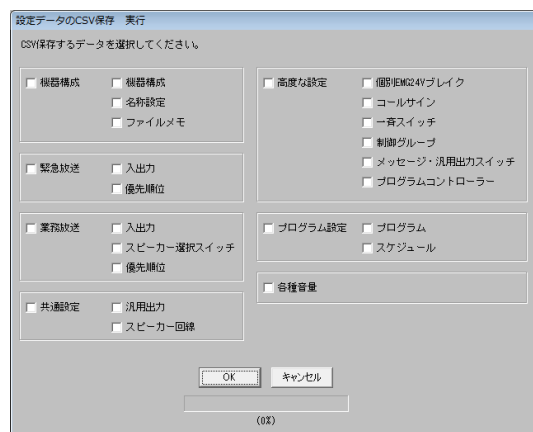 設定データのCSV保存 実行
CSV保存するデータを選択してください。
機器構成 機器構成
名称設定
ファイルメモ
緊急放送 入出力
優先順位
業務放送 入出力
スピーカー選択スイッチ
優先順位
共通設定 汎用出力
スピーカー回線
高度な設定 個別EMG24Vブレイク
コールサイン
一斉スイッチ
制御グループ
メッセージ・汎用出力スイッチ
プログラムコントローラー
プログラム設定 プログラム
スケジュール
各種音量
OK キャンセル
(0%)